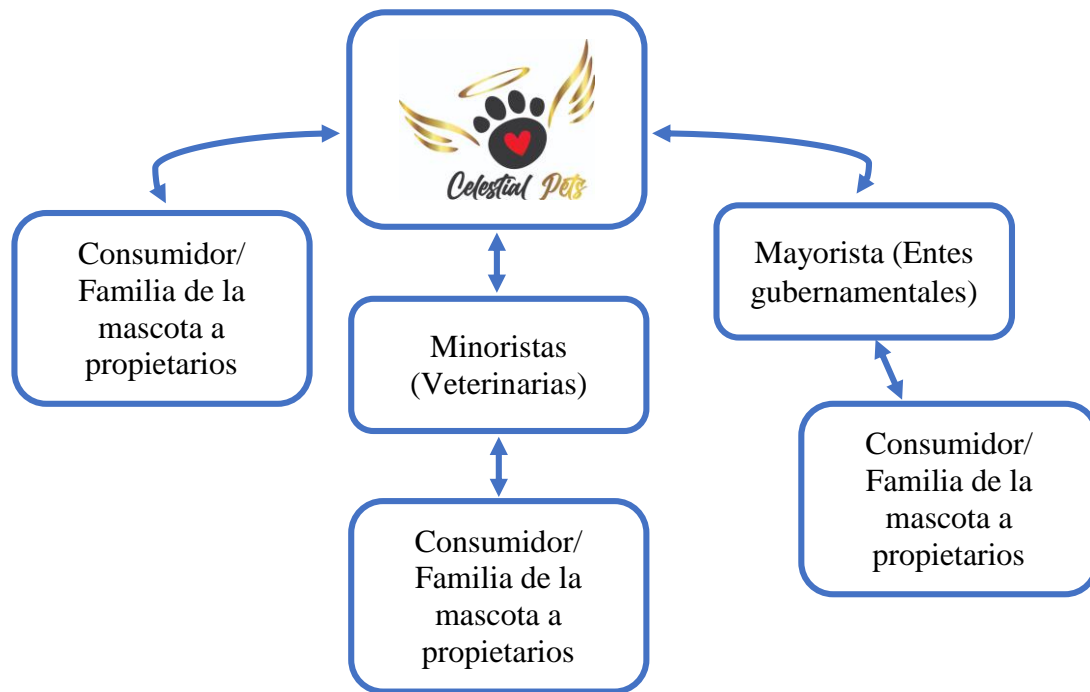 Celestial Pets
Consumidor/
Familia de la
mascota a
propietarios
Minoristas
(Veterinarias)
Consumidor/
Familia de la
mascota a
propietarios
Mayorista (Entes
gubernamentales)
Consumidor/
Familia de la
mascota a
propietarios